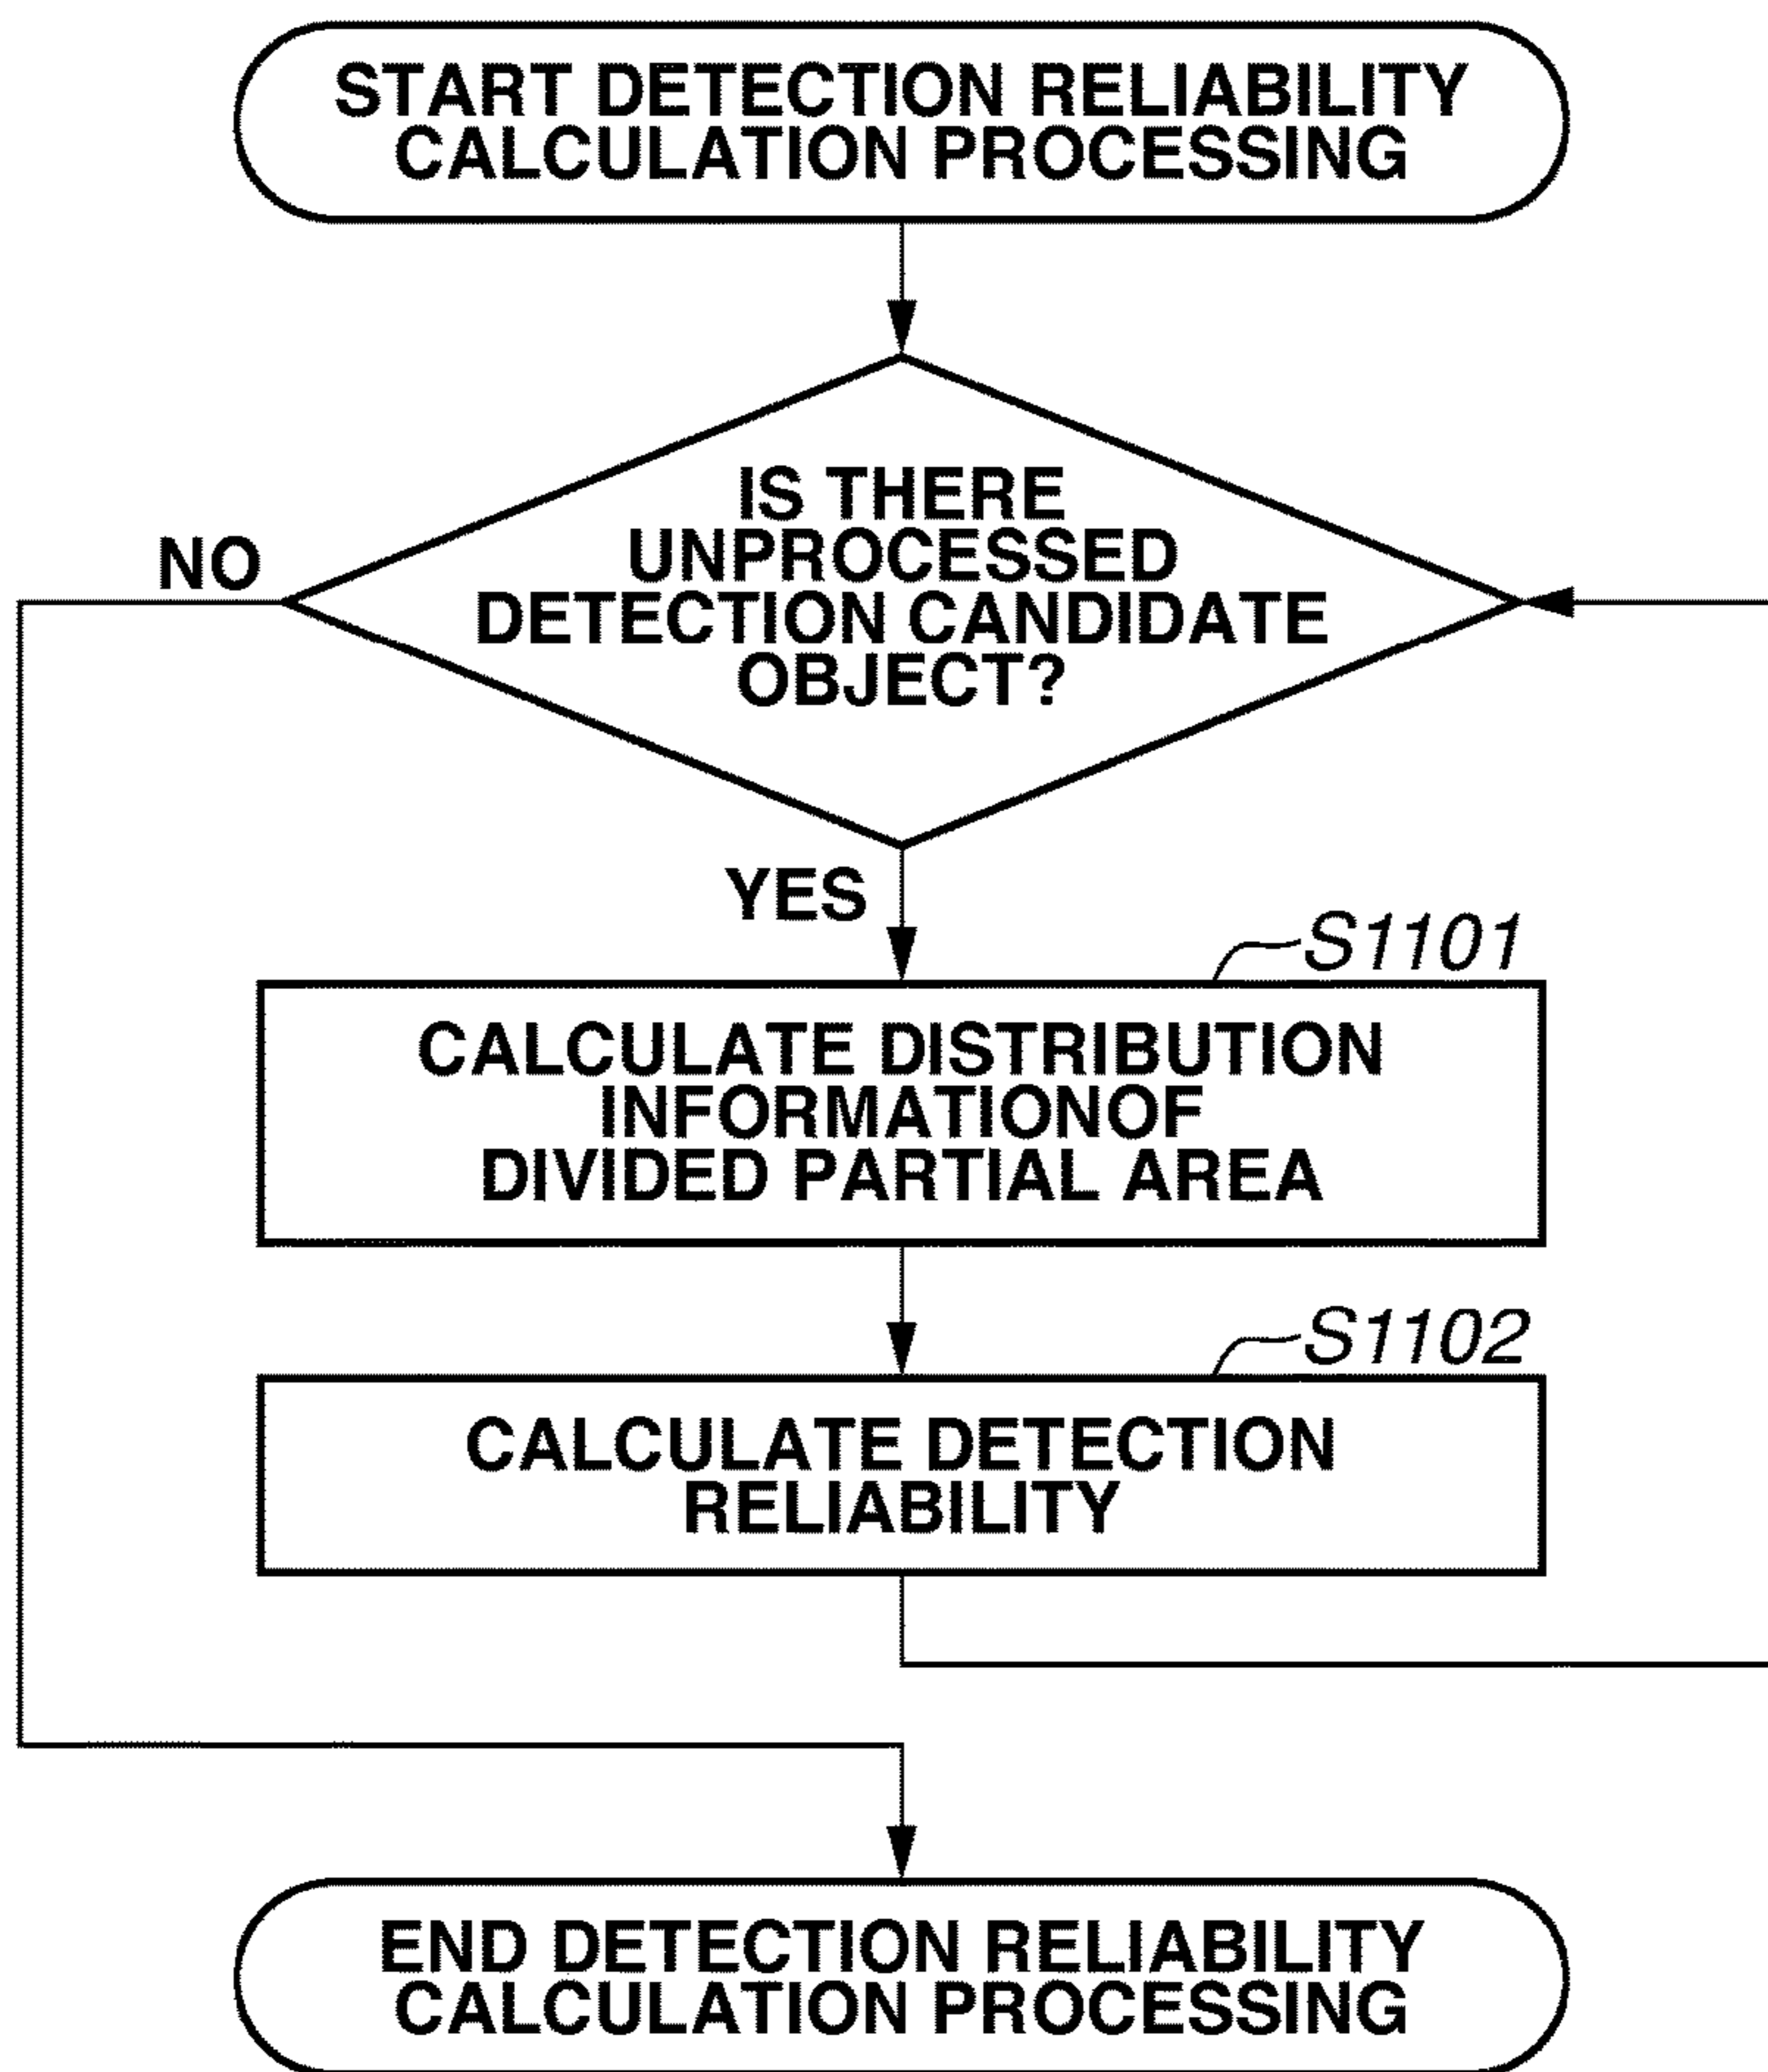 START DETECTION RELIABILITY
CALCULATION PROCESSING
IS THERE
UNPROCESSED
DETECTION CANDIDATE
OBJECT?
NO
YES
S1101
CALCULATE DISTRIBUTION
INFORMATIONOF
DIVIDED PARTIAL AREA
S1102
CALCULATE DETECTION
RELIABILITY
END DETECTION RELIABILITY
CALCULATION PROCESSING